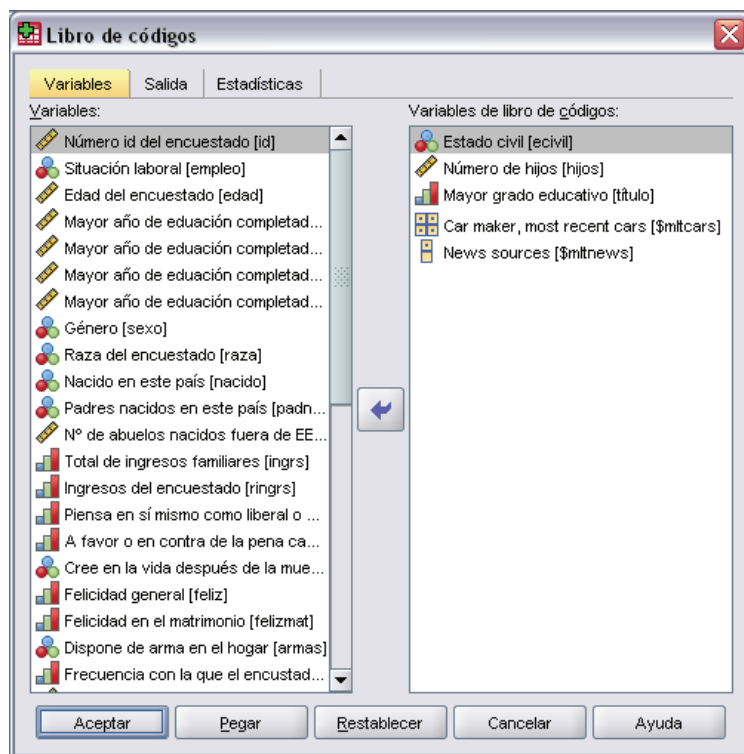 Libro de códigos
Variables Salida Estadísticas
Variables:
Número id del encuestado [id]
Situación laboral [empleo]
Edad del encuestado [edad]
Mayor año de eduación completad...
Mayor año de eduación completad...
Mayor año de eduación completad...
Mayor año de eduación completad...
Género [sexo]
Raza del encuestado [raza]
Nacido en este país [nacido]
Padres nacidos en este país [padn...
Nº de abuelos nacidos fuera de EE...
Total de ingresos familiares [ingrs]
Ingresos del encuestado [ringrs]
Piensa en sí mismo como liberal o ...
A favor o en contra de la pena ca...
Cree en la vida después de la mue...
Felicidad general [feliz]
Felicidad en el matrimonio [felizmat]
Dispone de arma en el hogar [armas]
Frecuencia con la que el encustad...
Variables de libro de códigos:
Estado civil [ecivil]
Número de hijos [hijos]
Mayor grado educativo [título]
Car maker, most recent cars [$mltcars]
News sources [$mltnews]
Aceptar Pegar Restablecer Cancelar Ayuda